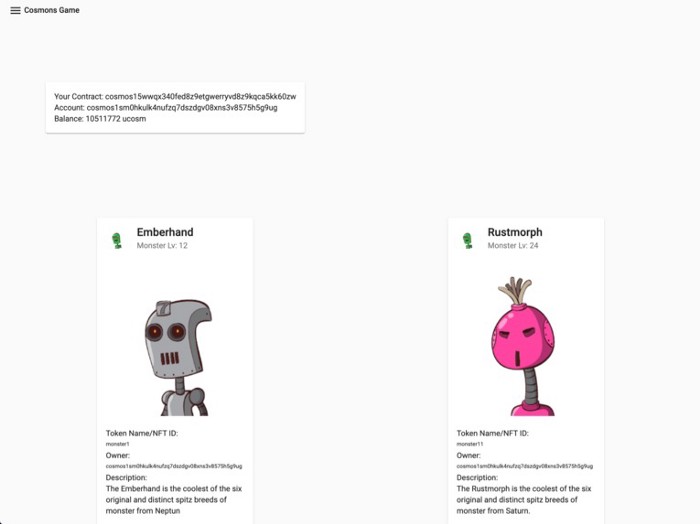 Cosmons Game
Your Contract: cosmos15wwqx340fed8z9etgwerryvd8z9kqca5kk60zw
Account: cosmos1sm0hkulk4nufzq7dszdgv08xns3v8575h5g9ug
Balance: 10511772 ucosm
Emberhand
Monster Lv: 12
Rustmorph
Monster Lv: 24
Token Name/NFT ID:
monster1
Owner:
cosmos1sm0hkulk4nufzq7dszdgv08xns3v8575h5g9ug
Description:
The Emberhand is the coolest of the six
original and distinct spitz breeds of
monster from Neptun
Token Name/NFT ID:
monster11
Owner:
cosmos1sm0hkulk4nufzq7dszdgv08xns3v8575h5g9ug
Description:
The Rustmorph is the coolest of the six
original and distinct spitz breeds of
monster from Saturn.